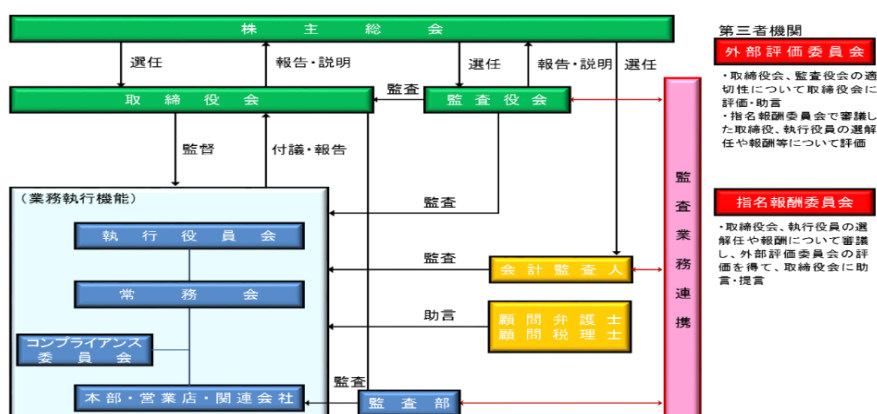 株主総会
第三者機関
外部評価委員会
選任
報告・説明
選任
報告・説明
選任
・取締役会、監査役会の適
切性について取締役会に
評価・助言
・指名報酬委員会で審議し
た取締役、執行役員の選解
任や報酬等について評価
取締役会
監査
監査役会
監督
付議・報告
監査業務連携
指名報酬委員会
・取締役会、執行役員の選
解任や報酬について審議
し、外部評価委員会の評
価を得て、取締役会に助
言・提言
(業務執行機能)
監査
執行役員会
監査
会計監査人
常務会
助言
顧問弁護士
顧問税理士
コンプライアンス
委員会
監査
本部・営業店・関連会社
監査部